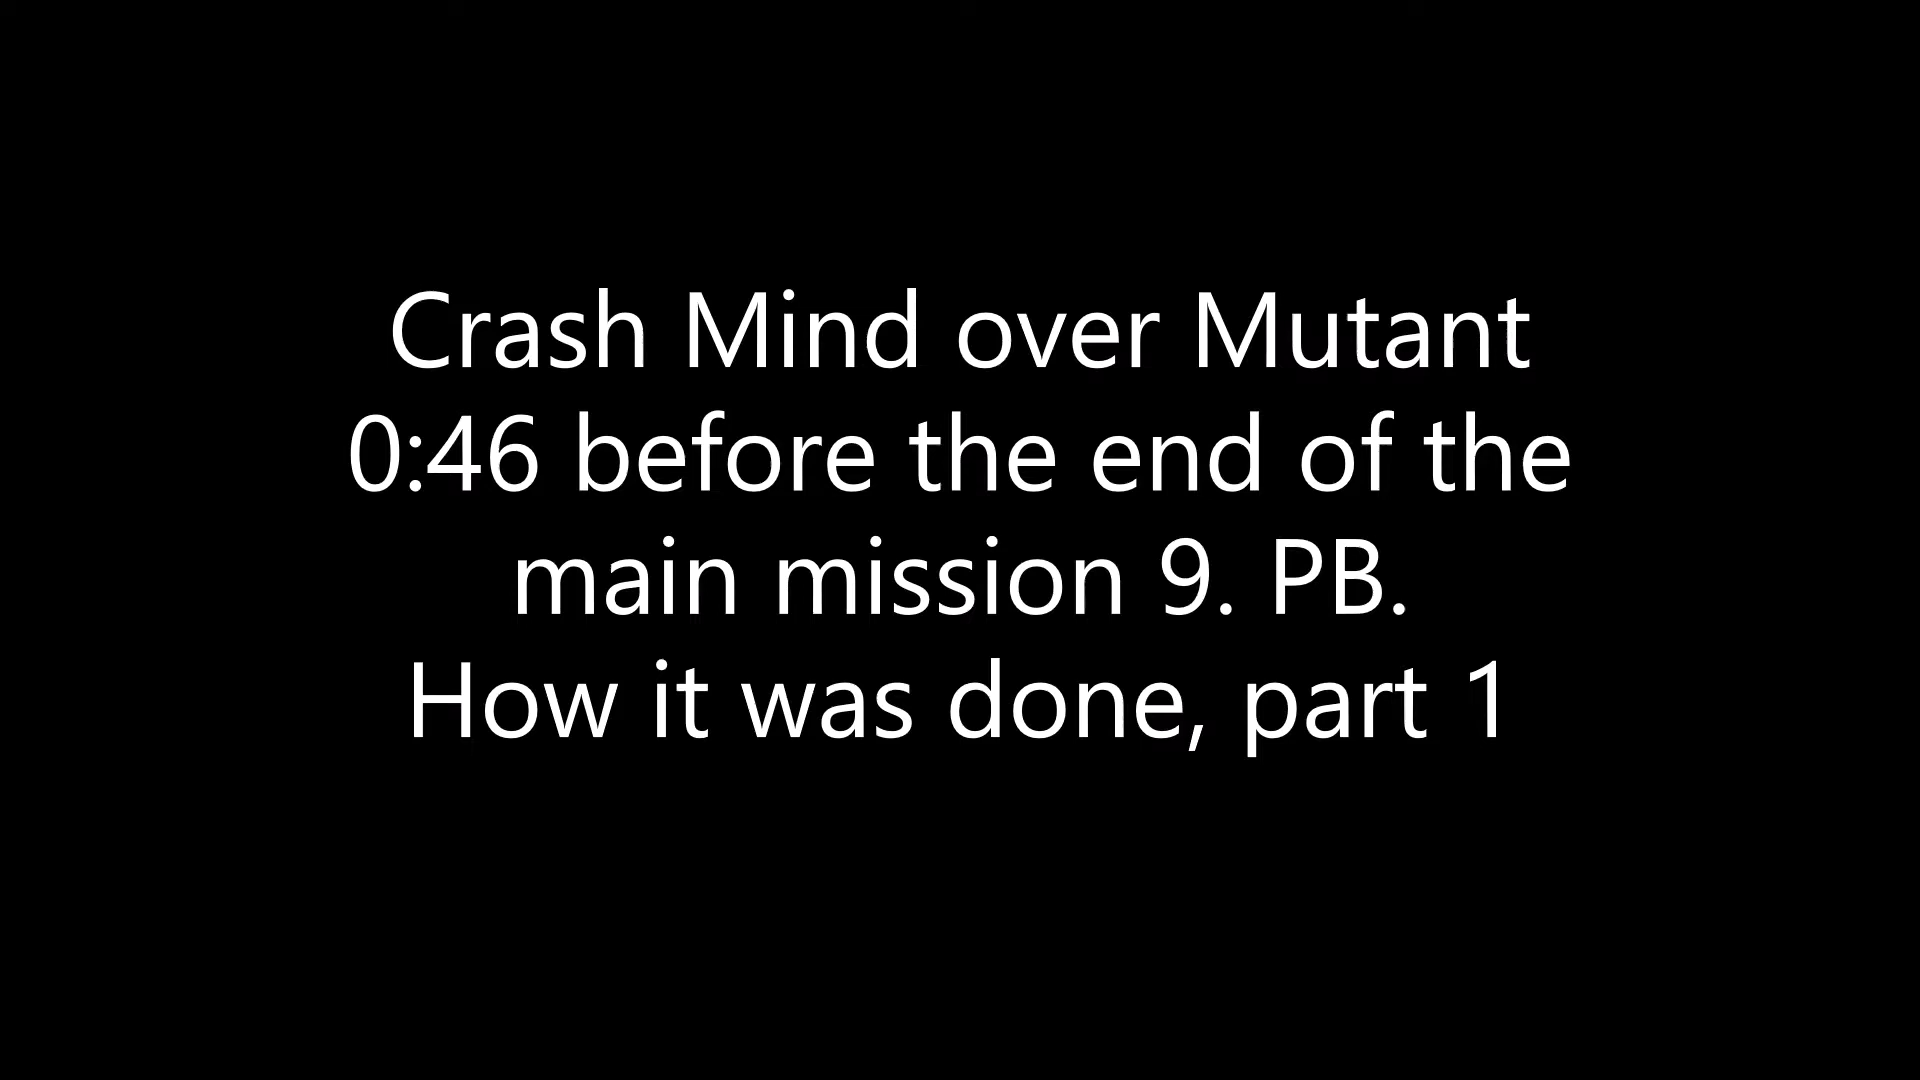 Crash Mind over Mutant
0:46 before the end of the
main mission 9. PB.
How it was done, part 1